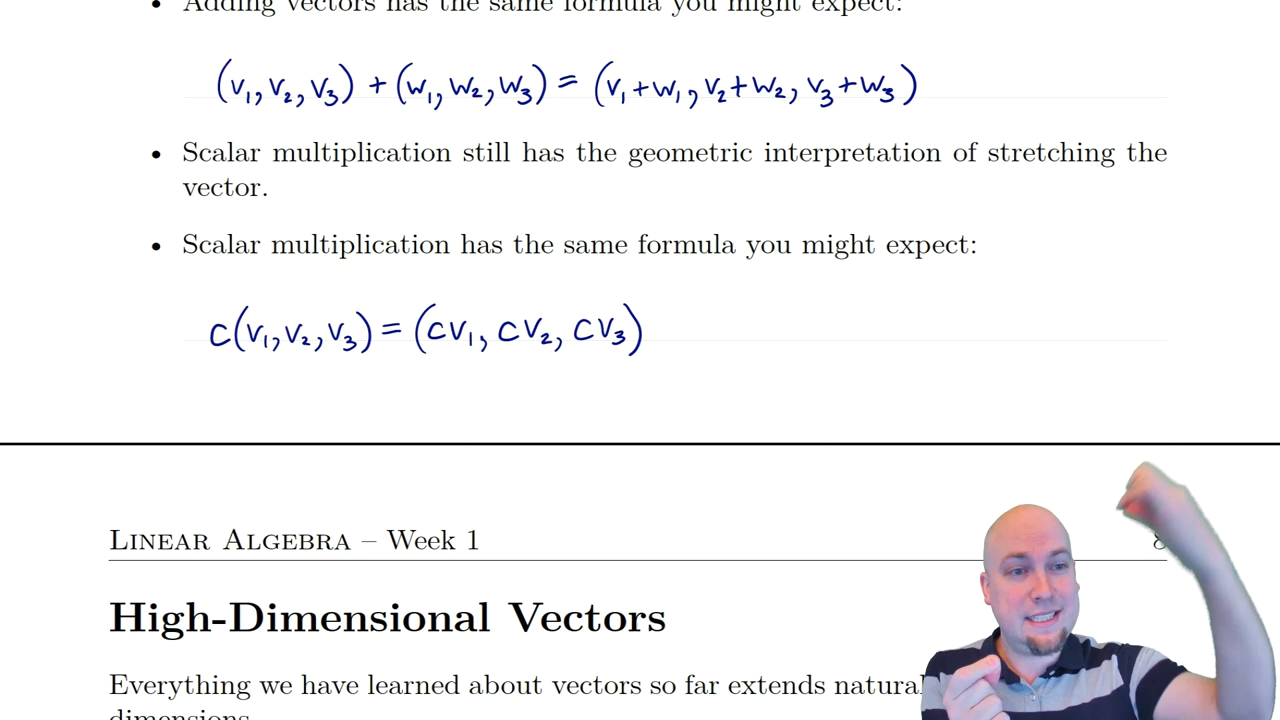 • Adding vectors has the same formula you might expect:
(v₁, v₂, v₃) + (w₁, w₂, w₃) = (v₁+w₁, v₂+w₂, v₃+w₃)
• Scalar multiplication still has the geometric interpretation of stretching the
vector.
• Scalar multiplication has the same formula you might expect:
c(v₁, v₂, v₃) = (cv₁, cv₂, cv₃)
Linear Algebra – Week 1
High-Dimensional Vectors
Everything we have learned about vectors so far extends
dimensions